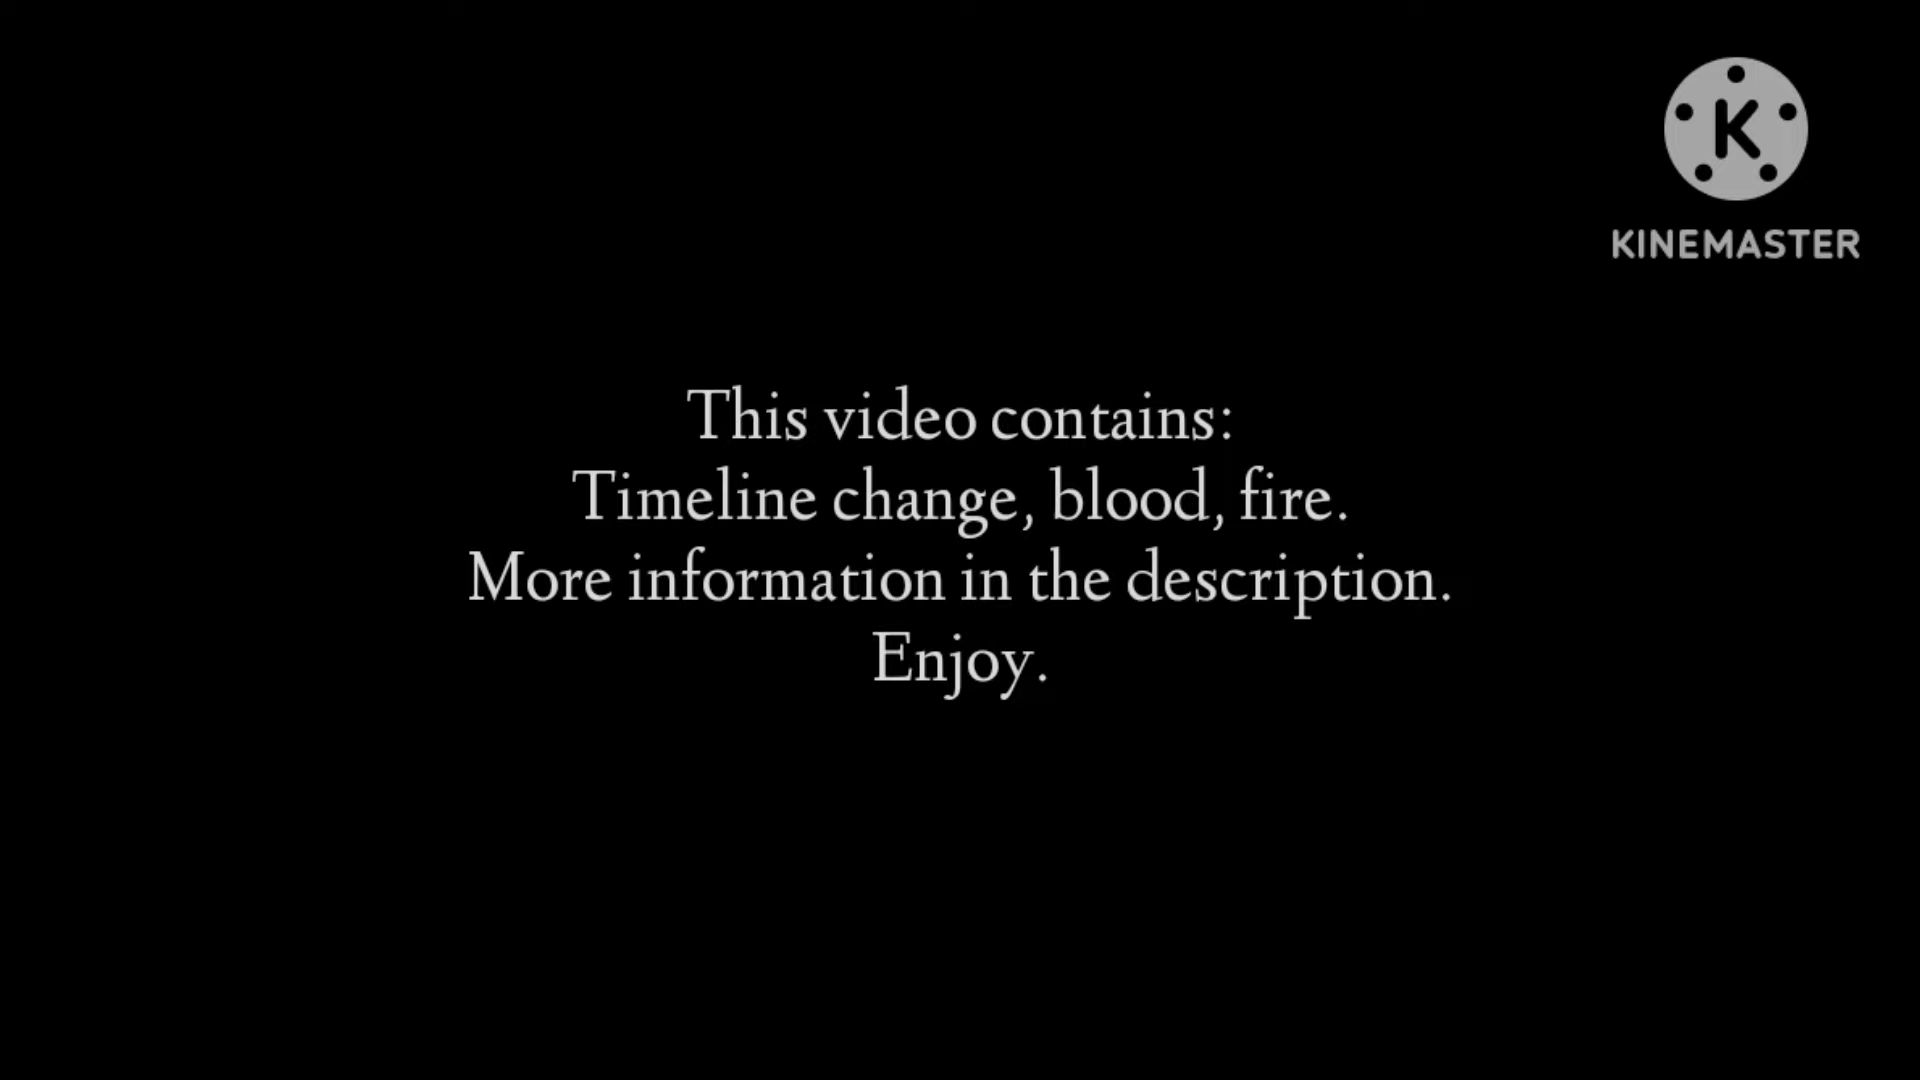 K
KINEMASTER
This video contains:
Timeline change, blood, fire.
More information in the description.
Enjoy.